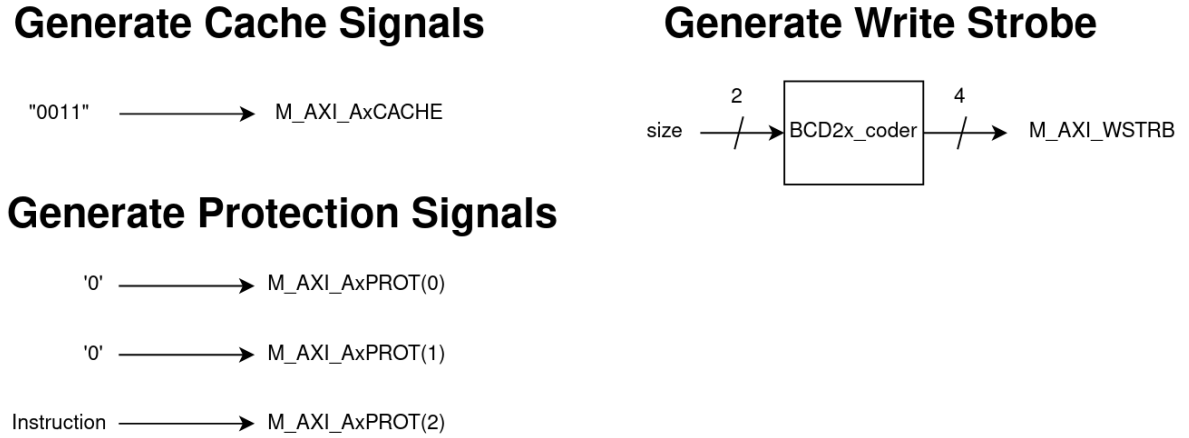 Generate Cache Signals
"0011" M_AXI_AxCACHE
Generate Protection Signals
'0' M_AXI_AxPROT(0)
'0' M_AXI_AxPROT(1)
Instruction M_AXI_AxPROT(2)
Generate Write Strobe
2 4
size BCD2x_coder M_AXI_WSTRB